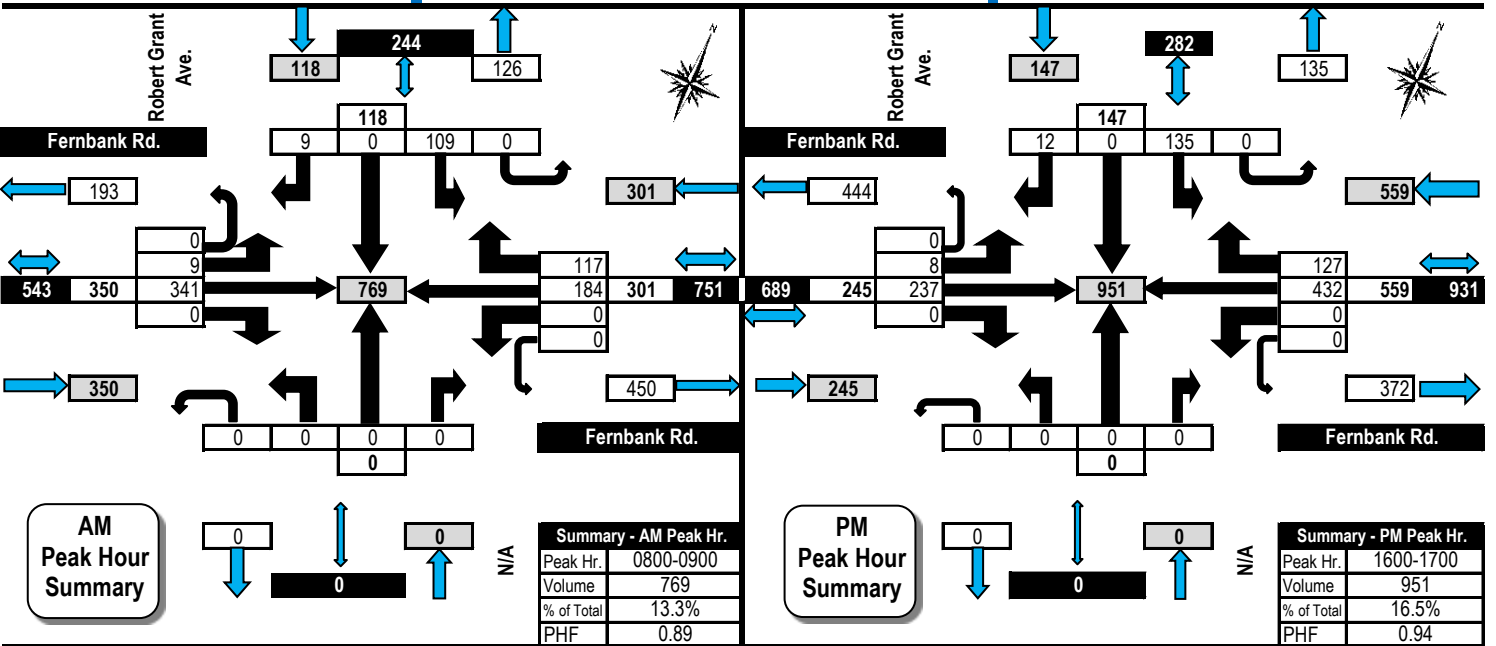 Robert Grant
Ave.
244
118
126
118
9 0 109 0
Fernbank Rd.
193
301
0
9
543 350 341
0
769
117
184 301 751
0
0
350
450
0 0 0 0
0
Fernbank Rd.
AM
Peak Hour
Summary
0
0
0
N/A
Summary - AM Peak Hr.
Peak Hr. 0800-0900
Volume 769
% of Total 13.3%
PHF 0.89
Robert Grant
Ave.
282
147
135
147
12 0 135 0
Fernbank Rd.
444
559
0
8
689 245 237
0
951
127
432 559 931
0
0
245
372
0 0 0 0
0
Fernbank Rd.
PM
Peak Hour
Summary
0
0
0
N/A
Summary - PM Peak Hr.
Peak Hr. 1600-1700
Volume 951
% of Total 16.5%
PHF 0.94